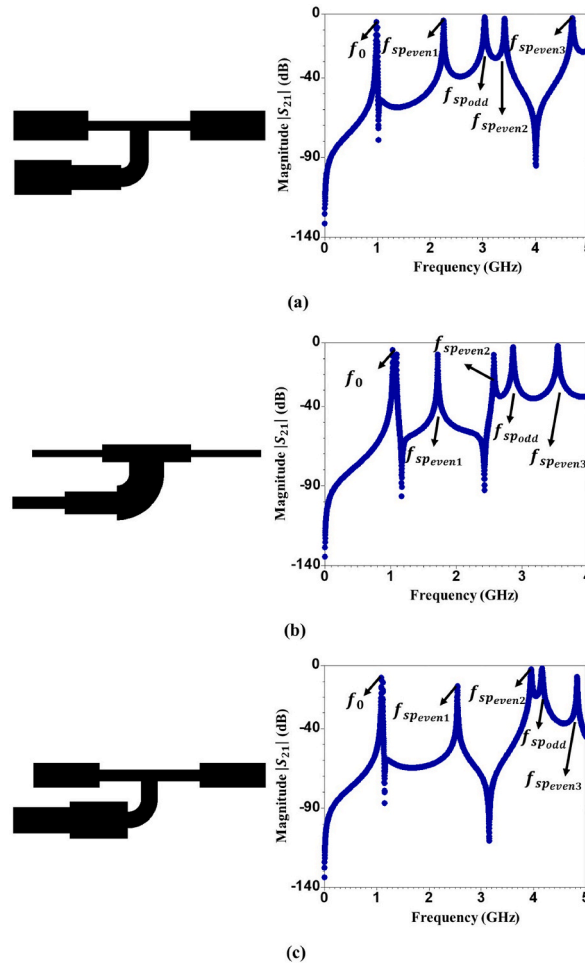 0
-40
-90
-140
Magnitude |S21| (dB)
f0
fspeven1
fspeven3
fspodd
fspeven2
0 1 2 3 4 5
Frequency (GHz)
(a)
0
-40
-90
-140
Magnitude |S21| (dB)
fspeven2
f0
fspodd
fspeven1
fspeven3
0 1 2 3 4
Frequency (GHz)
(b)
0
-40
-90
-140
Magnitude |S21| (dB)
f0
fspeven1
fspeven2
fspodd
fspeven3
0 1 2 3 4 5
Frequency (GHz)
(c)